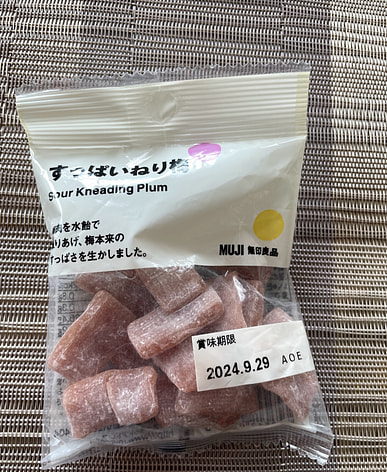 すっぱいねり梅
Sour Kneading Plum
肉を水飴で
りあげ、梅本来の
すっぱさを生かしました。
MUJI 無印良品
賞味期限
2024.9.29 AOE